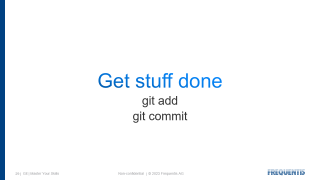 Get stuff done
git add
git commit
FREQUENTIS